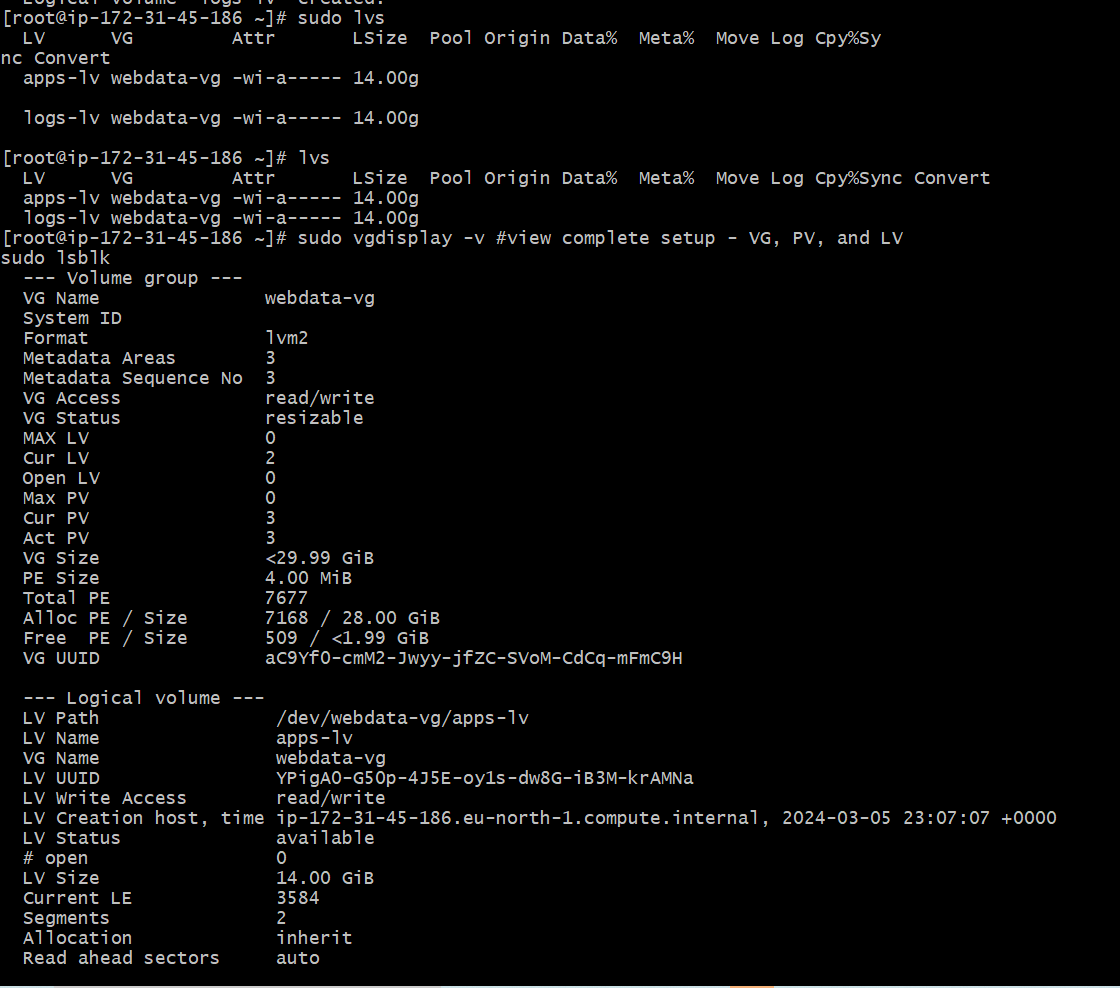 Logical volume "logs-lv" created.
[root@ip-172-31-45-186 ~]# sudo lvs
  LV      VG         Attr       LSize  Pool Origin Data%  Meta%  Move Log Cpy%Sy
nc Convert
  apps-lv webdata-vg -wi-a----- 14.00g
  logs-lv webdata-vg -wi-a----- 14.00g
[root@ip-172-31-45-186 ~]# lvs
  LV      VG         Attr       LSize  Pool Origin Data%  Meta%  Move Log Cpy%Sync Convert
  apps-lv webdata-vg -wi-a----- 14.00g
  logs-lv webdata-vg -wi-a----- 14.00g
[root@ip-172-31-45-186 ~]# sudo vgdisplay -v #view complete setup - VG, PV, and LV
sudo lsblk
  --- Volume group ---
  VG Name               webdata-vg
  System ID
  Format                lvm2
  Metadata Areas        3
  Metadata Sequence No  3
  VG Access             read/write
  VG Status             resizable
  MAX LV                0
  Cur LV                2
  Open LV               0
  Max PV                0
  Cur PV                3
  Act PV                3
  VG Size               <29.99 GiB
  PE Size               4.00 MiB
  Total PE              7677
  Alloc PE / Size       7168 / 28.00 GiB
  Free  PE / Size       509 / <1.99 GiB
  VG UUID               aC9Yf0-cmM2-Jwyy-jfZC-SVoM-CdCq-mFmC9H
  --- Logical volume ---
  LV Path                /dev/webdata-vg/apps-lv
  LV Name                apps-lv
  VG Name                webdata-vg
  LV UUID                YPigA0-G50p-4J5E-oy1s-dw8G-iB3M-krAMNa
  LV Write Access        read/write
  LV Creation host, time ip-172-31-45-186.eu-north-1.compute.internal, 2024-03-05 23:07:07 +0000
  LV Status              available
  # open                 0
  LV Size                14.00 GiB
  Current LE             3584
  Segments               2
  Allocation             inherit
  Read ahead sectors     auto